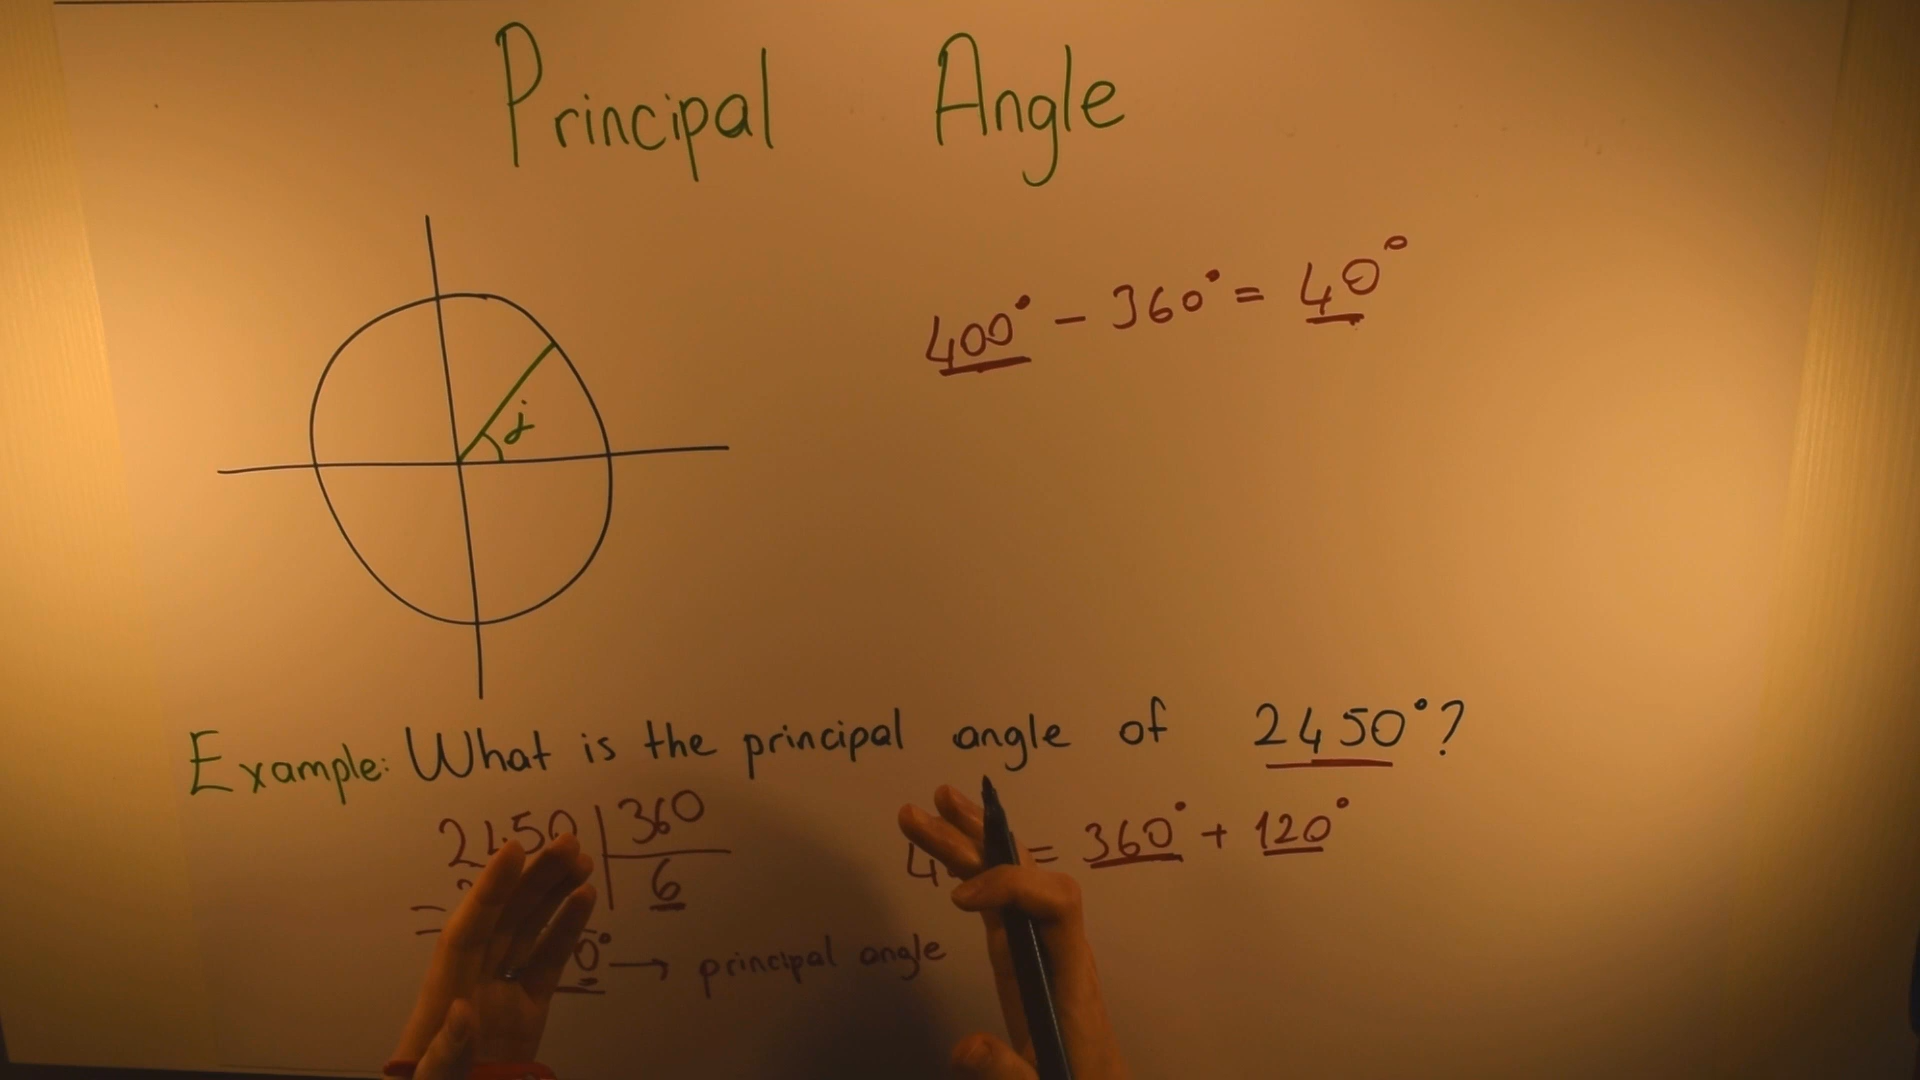 Principal Angle
400° - 360° = 40°
Example: What is the principal angle of 2450°?
360
6
= 360° + 120°
→ principal angle